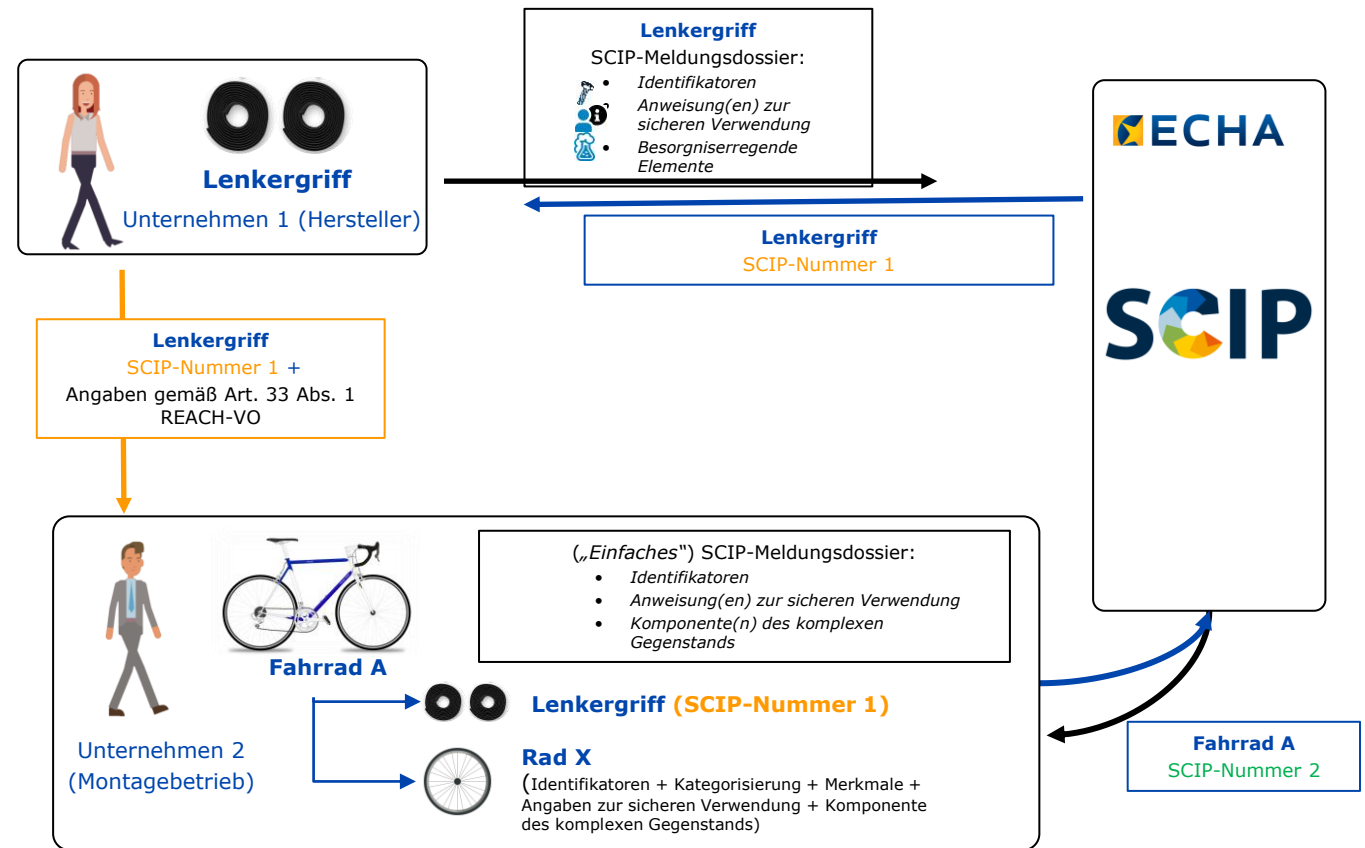 Lenkergriff
Unternehmen 1 (Hersteller)
Lenkergriff
SCIP-Meldungsdossier:
• Identifikatoren
• Anweisung(en) zur
sicheren Verwendung
• Besorgniserregende
Elemente
ECHA
SCIP
Lenkergriff
SCIP-Nummer 1
Lenkergriff
SCIP-Nummer 1 +
Angaben gemäß Art. 33 Abs. 1
REACH-VO
Unternehmen 2
(Montagebetrieb)
Fahrrad A
(„Einfaches“) SCIP-Meldungsdossier:
• Identifikatoren
• Anweisung(en) zur sicheren Verwendung
• Komponente(n) des komplexen
Gegenstands
Lenkergriff (SCIP-Nummer 1)
Rad X
(Identifikatoren + Kategorisierung + Merkmale +
Angaben zur sicheren Verwendung + Komponente
des komplexen Gegenstands)
Fahrrad A
SCIP-Nummer 2